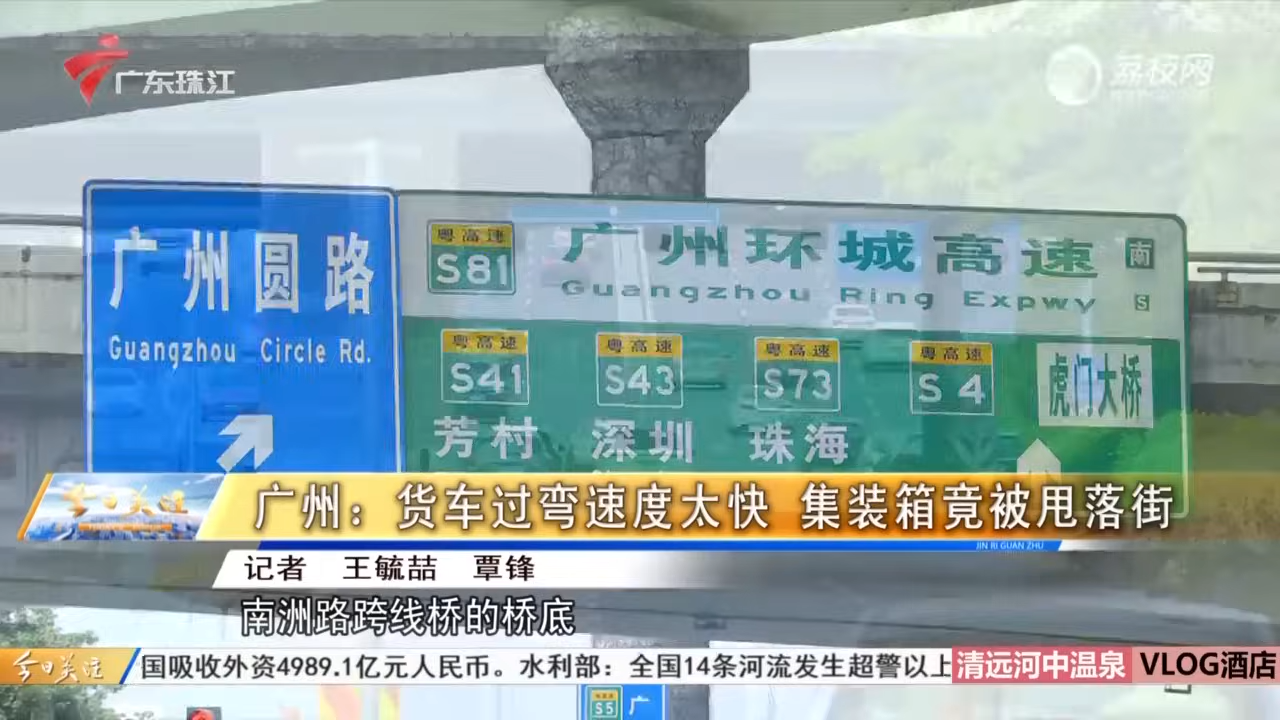 广东珠江
荔枝网
广州圆路
Guangzhou Circle Rd.
粤高速
S81
广州环城高速
南
Guangzhou Ring Expwy
S
粤高速
S41
粤高速
S43
粤高速
S73
粤高速
S 4
虎门大桥
芳村
深圳
珠海
今日关注
广州：货车过弯速度太快 集装箱竟被甩落街
JIN RI GUAN ZHU
记者 王毓喆 覃锋
南洲路跨线桥的桥底
今日关注
国吸收外资4989.1亿元人民币。水利部：全国14条河流发生超警以上
清远河中温泉 VLOG酒店
S5
广